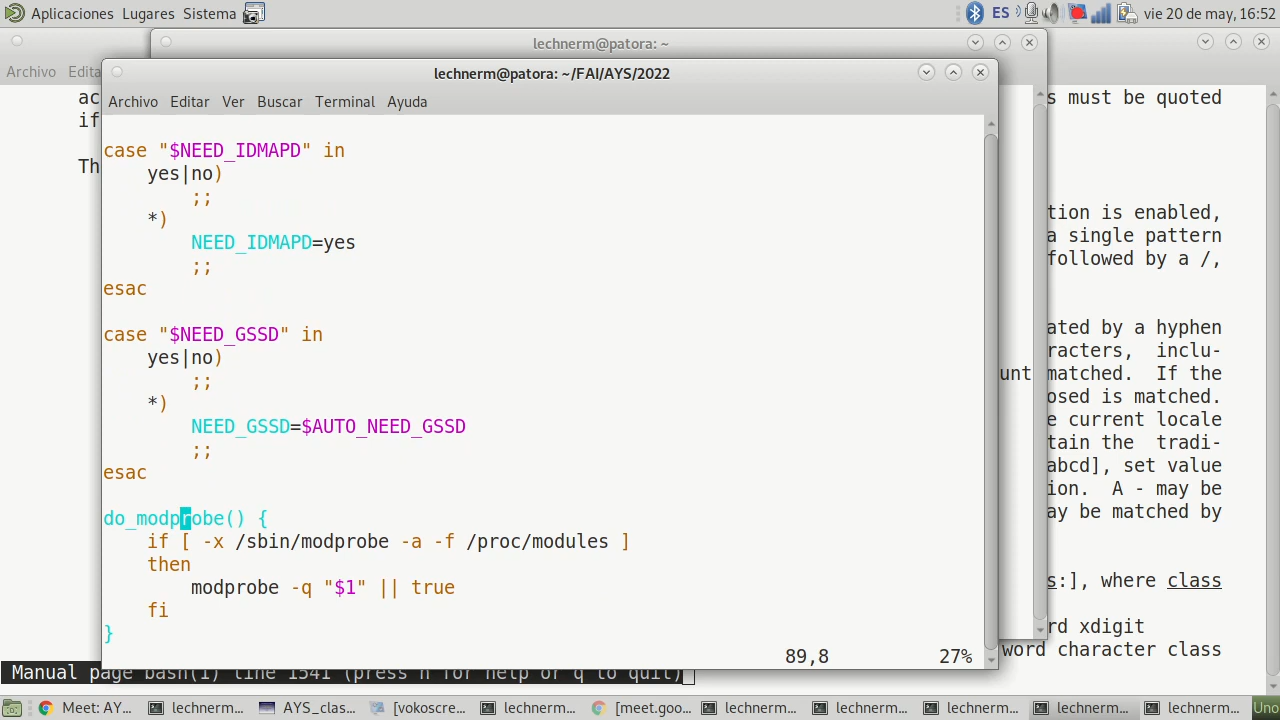 Aplicaciones Lugares Sistema ES vie 20 de may, 16:52
lechnerm@patora: ~
Archivo Edita
lechnerm@patora: ~/FAI/AYS/2022
Archivo Editar Ver Buscar Terminal Ayuda
ac
if
Th
case "$NEED_IDMAPD" in
yes|no)
;;
*)
NEED_IDMAPD=yes
;;
esac
case "$NEED_GSSD" in
yes|no)
;;
*)
NEED_GSSD=$AUTO_NEED_GSSD
;;
esac
do_modprobe() {
if [ -x /sbin/modprobe -a -f /proc/modules ]
then
modprobe -q "$1" || true
fi
}
89,8 27%
s must be quoted
tion is enabled,
a single pattern
followed by a /,
ated by a hyphen
racters, inclu-
unt matched. If the
osed is matched.
e current locale
tain the tradi-
abcd], set value
ion. A - may be
ay be matched by
s:], where class
rd xdigit
word character class
Manual page bash(1) line 1541 (press h for help or q to quit)
Meet: AY... lechnerm... AYS_clas... [vokoscre... lechnerm... [meet.goo... lechnerm... lechnerm... lechnerm... lechnerm... lechnerm... Uno